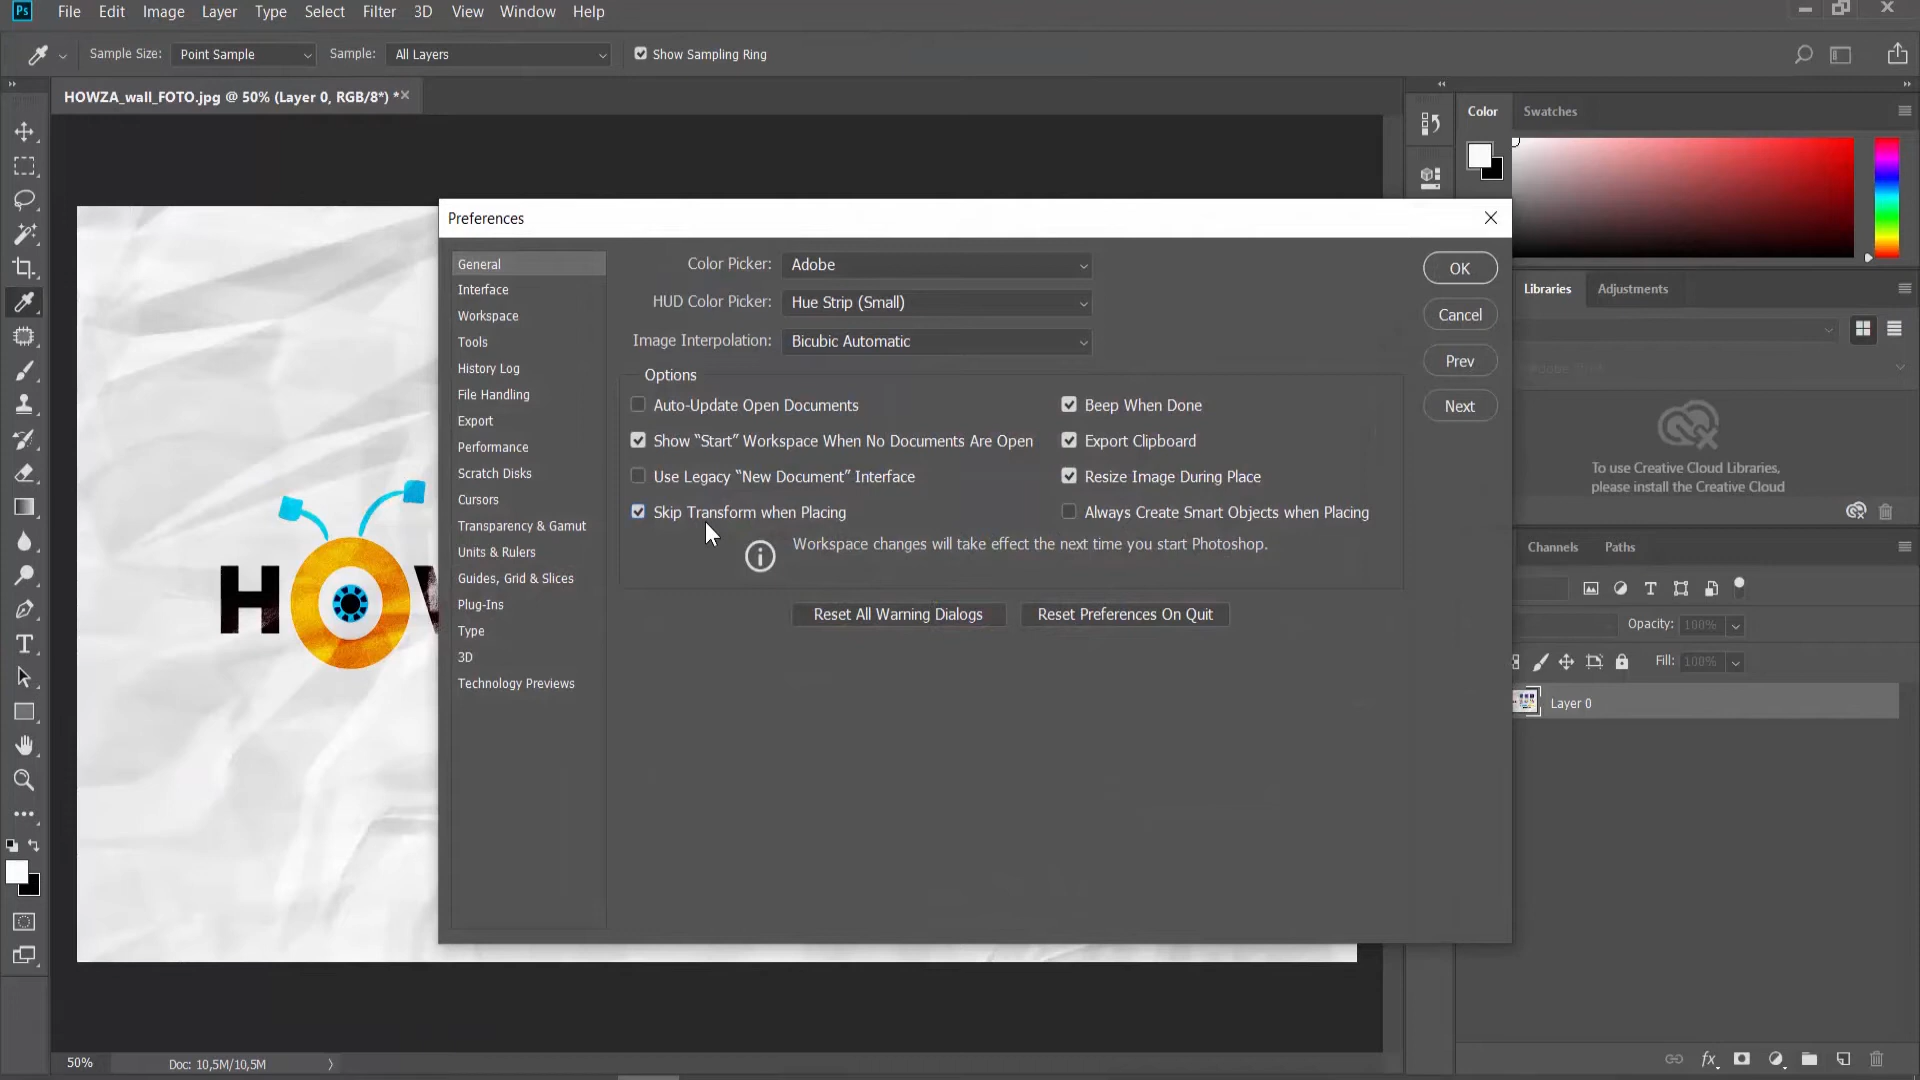 Ps File Edit Image Layer Type Select Filter 3D View Window Help
Sample Size: Point Sample Sample: All Layers Show Sampling Ring
HOWZA_wall_FOTO.jpg @ 50% (Layer 0, RGB/8*) *
Color Swatches
Preferences
General
Interface
Workspace
Tools
History Log
File Handling
Export
Performance
Scratch Disks
Cursors
Transparency & Gamut
Units & Rulers
Guides, Grid & Slices
Plug-Ins
Type
3D
Technology Previews
Color Picker: Adobe
HUD Color Picker: Hue Strip (Small)
Image Interpolation: Bicubic Automatic
Options
Auto-Update Open Documents
Show “Start” Workspace When No Documents Are Open
Use Legacy “New Document” Interface
Skip Transform when Placing
Beep When Done
Export Clipboard
Resize Image During Place
Always Create Smart Objects when Placing
Workspace changes will take effect the next time you start Photoshop.
Reset All Warning Dialogs Reset Preferences On Quit
OK
Cancel
Prev
Next
Libraries Adjustments
To use Creative Cloud Libraries,
please install the Creative Cloud
Channels Paths
Opacity: 100%
Fill: 100%
Layer 0
HO
50% Doc: 10,5M/10,5M
fx